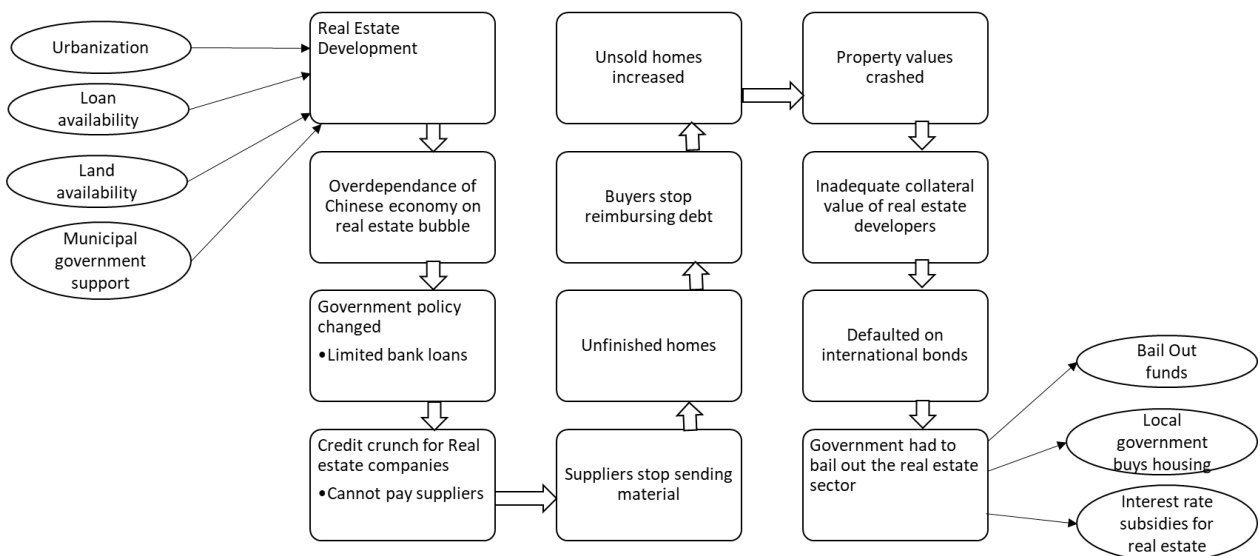 Urbanization
Loan
availability
Land
availability
Municipal
government
support
Real Estate
Development
Overdependance of
Chinese economy on
real estate bubble
Government policy
changed
•Limited bank loans
Credit crunch for Real
estate companies
•Cannot pay suppliers
Suppliers stop sending
material
Unfinished homes
Buyers stop
reimbursing debt
Unsold homes
increased
Property values
crashed
Inadequate collateral
value of real estate
developers
Defaulted on
international bonds
Government had to
bail out the real estate
sector
Bail Out
funds
Local
government
buys housing
Interest rate
subsidies for
real estate